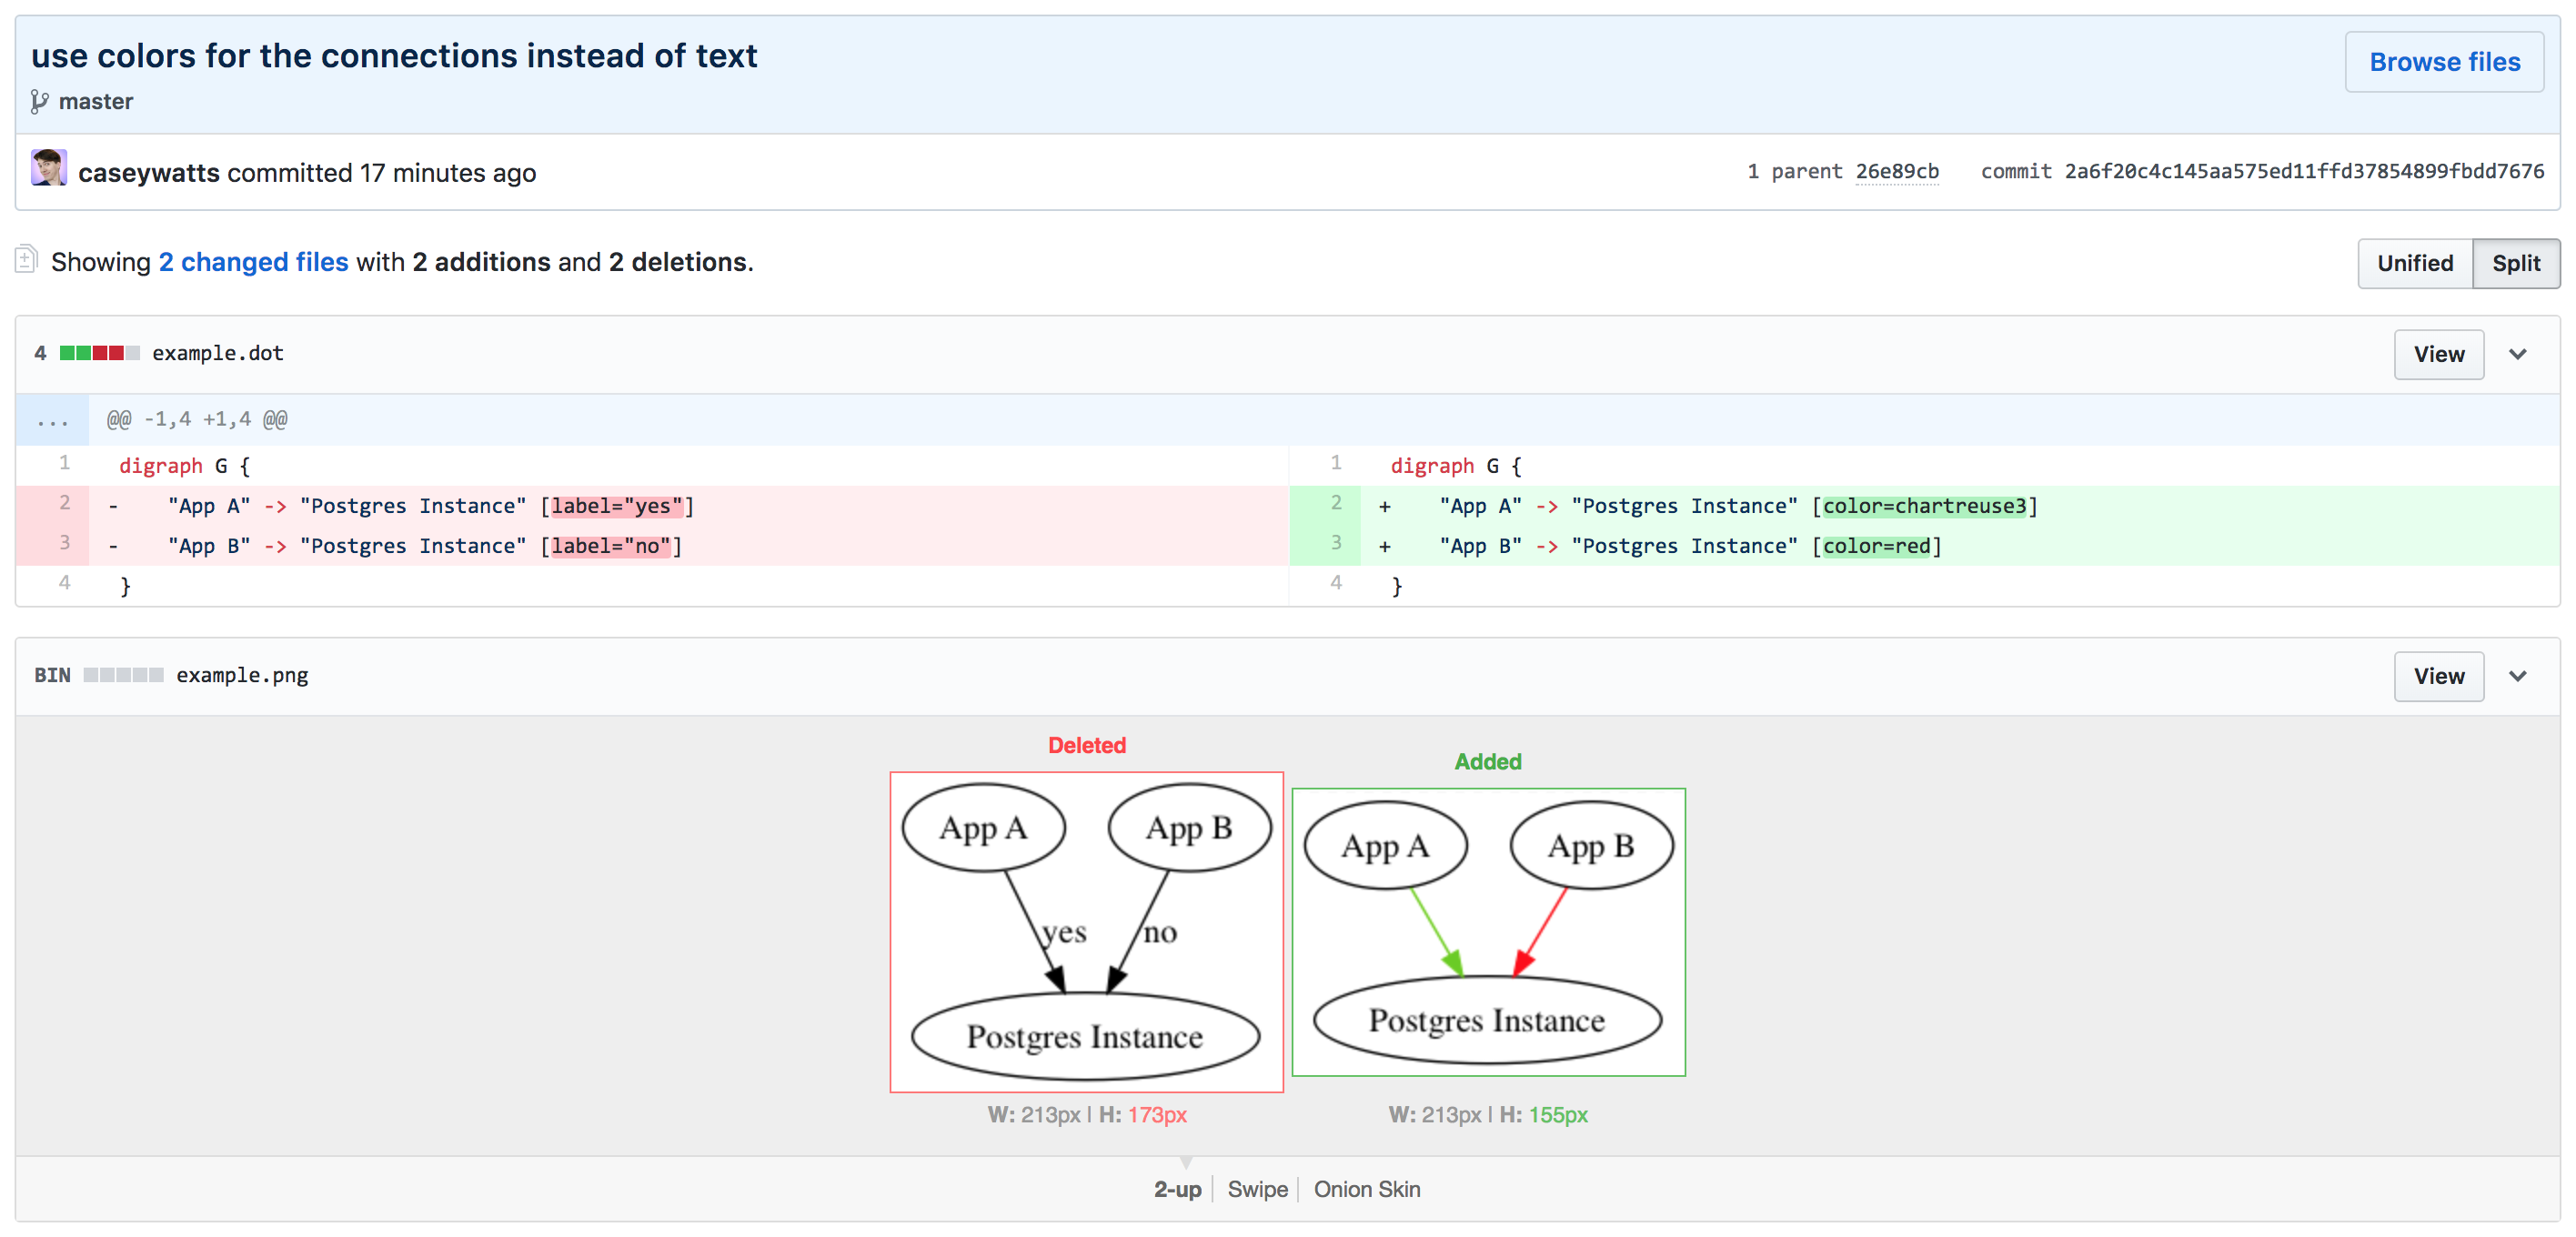 use colors for the connections instead of text
Browse files
master
caseywatts committed 17 minutes ago
1 parent 26e89cb commit 2a6f20c4c145aa575ed11ffd37854899fbdd7676
Showing 2 changed files with 2 additions and 2 deletions.
Unified Split
4 example.dot
View
... @@ -1,4 +1,4 @@
1 digraph G {
2 - "App A" -> "Postgres Instance" [label="yes"]
3 - "App B" -> "Postgres Instance" [label="no"]
4 }
1 digraph G {
2 + "App A" -> "Postgres Instance" [color=chartreuse3]
3 + "App B" -> "Postgres Instance" [color=red]
4 }
BIN example.png
View
Deleted
App A App B
yes no
Postgres Instance
W: 213px | H: 173px
Added
App A App B
Postgres Instance
W: 213px | H: 155px
2-up Swipe Onion Skin